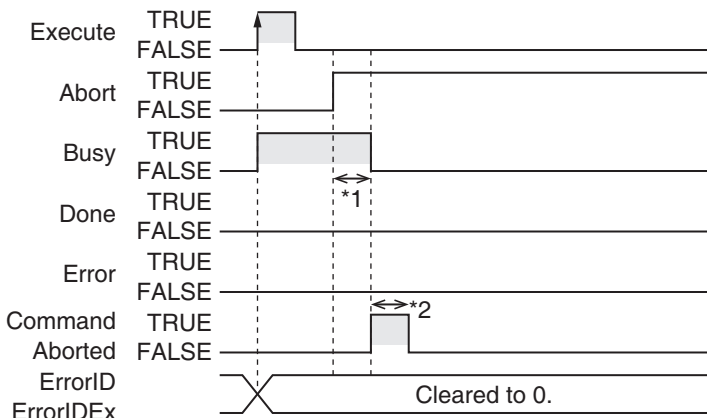 Execute TRUE
FALSE
Abort TRUE
FALSE
Busy TRUE
FALSE
*1
Done TRUE
FALSE
Error TRUE
FALSE
*2
Command TRUE
Aborted FALSE
ErrorID
Cleared to 0.
ErrorIDEx